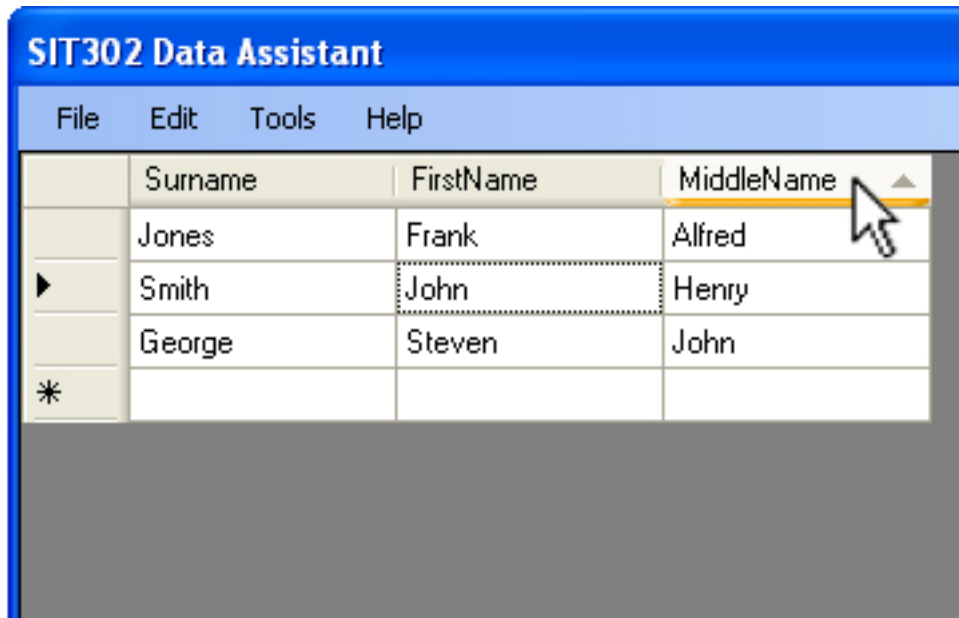 SIT302 Data Assistant
File Edit Tools Help
Surname FirstName MiddleName
Jones Frank Alfred
Smith John Henry
George Steven John